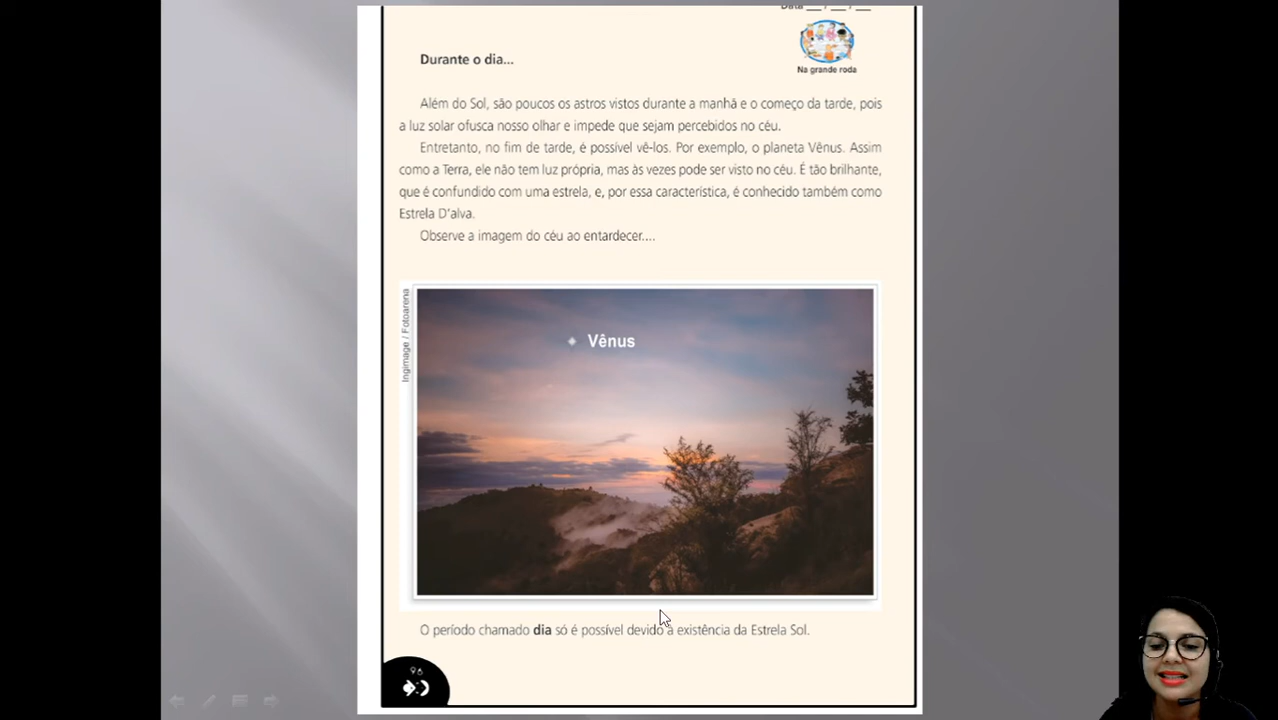 Data ___ / ___ / ___
Na grande roda
Durante o dia...
Além do Sol, são poucos os astros vistos durante a manhã e o começo da tarde, pois
a luz solar ofusca nosso olhar e impede que sejam percebidos no céu.
Entretanto, no fim de tarde, é possível vê-los. Por exemplo, o planeta Vênus. Assim
como a Terra, ele não tem luz própria, mas às vezes pode ser visto no céu. É tão brilhante,
que é confundido com uma estrela, e, por essa característica, é conhecido também como
Estrela D'alva.
Observe a imagem do céu ao entardecer....
Ingimage / Fotoarena
Vênus
O período chamado dia só é possível devido à existência da Estrela Sol.